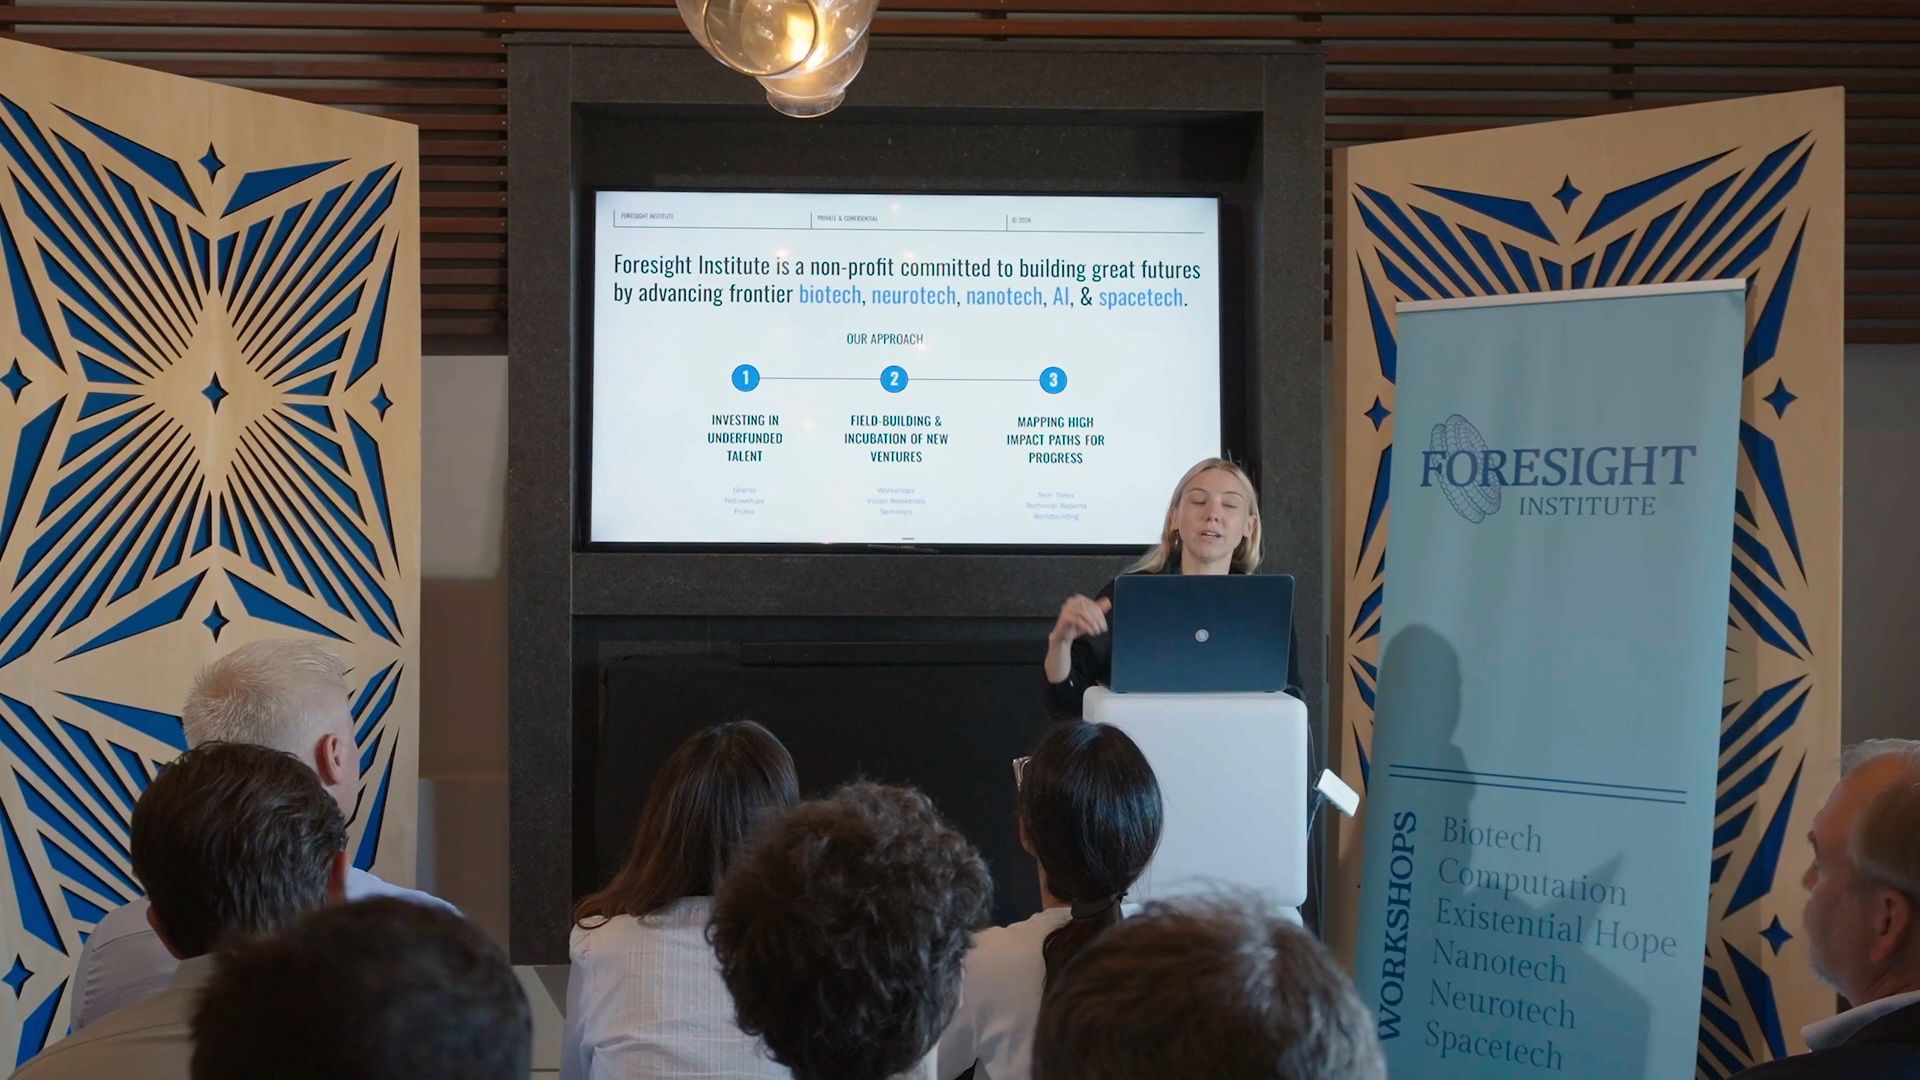 FORESIGHT INSTITUTE
PRIVATE & CONFIDENTIAL
© 2024
Foresight Institute is a non-profit committed to building great futures
by advancing frontier biotech, neurotech, nanotech, AI, & spacetech.
OUR APPROACH
1
2
3
INVESTING IN
UNDERFUNDED
TALENT
FIELD-BUILDING &
INCUBATION OF NEW
VENTURES
MAPPING HIGH
IMPACT PATHS FOR
PROGRESS
Grants
Fellowships
Prizes
Workshops
Vision Weekends
Seminars
Tech Trees
Technical Reports
Worldbuilding
FORESIGHT
INSTITUTE
WORKSHOPS
Biotech
Computation
Existential Hope
Nanotech
Neurotech
Spacetech